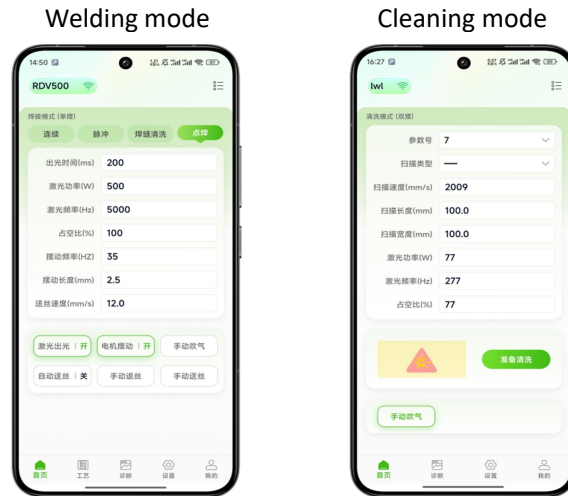 Welding mode
Cleaning mode
14:50
RDV500
焊接模式 (单摆)
连续 脉冲 焊缝清洗 点焊
出光时间(ms) 200
激光功率(W) 500
激光频率(Hz) 5000
占空比(%) 100
摆动频率(HZ) 35
摆动长度(mm) 2.5
送丝速度(mm/s) 12.0
激光出光 | 开 电机摆动 | 开 手动吹气
自动送丝 | 关 手动退丝 手动送丝
首页 工艺 诊断 设置 我的
16:27
lwl
清洗模式 (双摆)
参数号 7
扫描类型
扫描速度(mm/s) 2009
扫描长度(mm) 100.0
扫描宽度(mm) 100.0
激光功率(W) 77
激光频率(Hz) 277
占空比(%) 77
准备清洗
手动吹气
首页 诊断 设置 我的